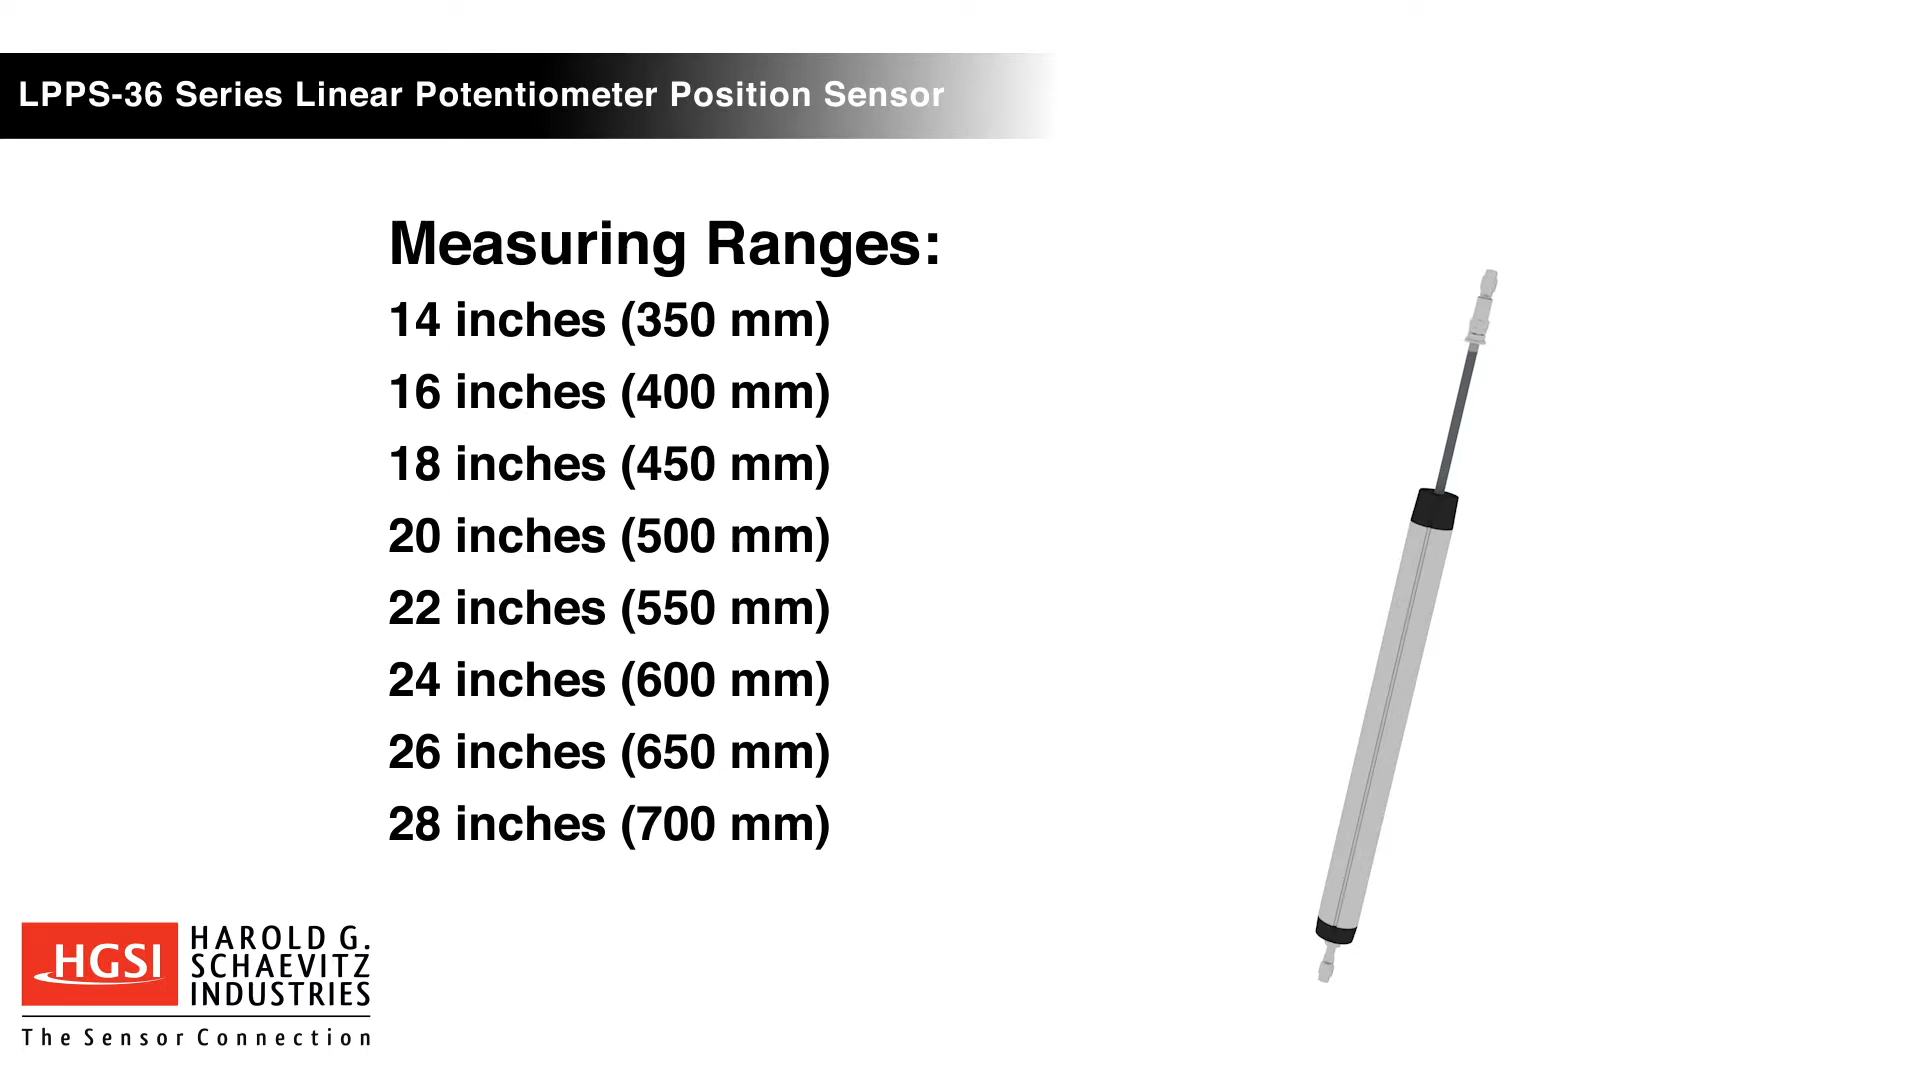 LPPS-36 Series Linear Potentiometer Position Sensor
Measuring Ranges:
14 inches (350 mm)
16 inches (400 mm)
18 inches (450 mm)
20 inches (500 mm)
22 inches (550 mm)
24 inches (600 mm)
26 inches (650 mm)
28 inches (700 mm)
HGSI
HAROLD G.
SCHAEVITZ
INDUSTRIES
The Sensor Connection